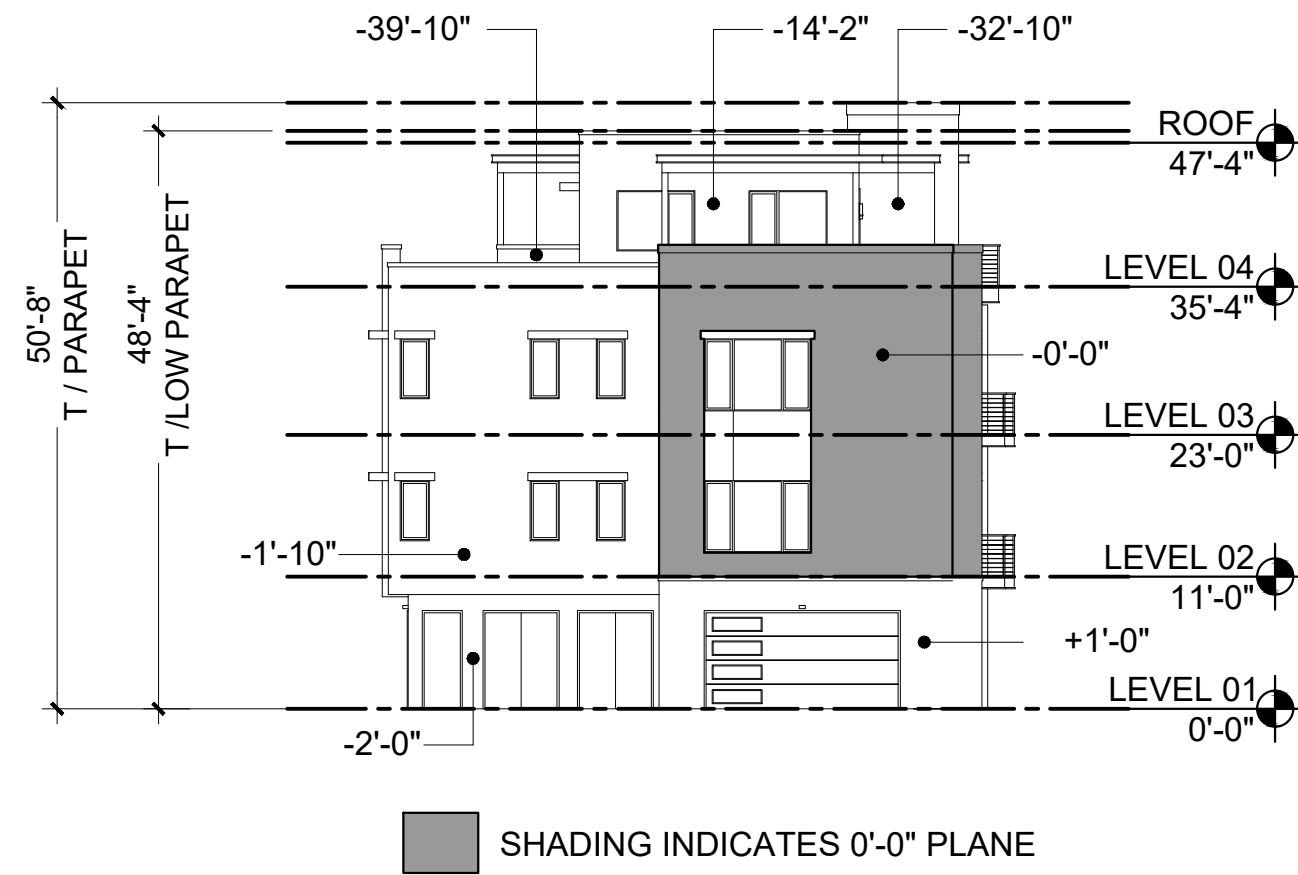 -39'-10"
-14'-2"
-32'-10"
ROOF
47'-4"
50'-8"
T / PARAPET
48'-4"
T /LOW PARAPET
LEVEL 04
35'-4"
-0'-0"
LEVEL 03
23'-0"
-1'-10"
LEVEL 02
11'-0"
+1'-0"
LEVEL 01
0'-0"
-2'-0"
SHADING INDICATES 0'-0" PLANE